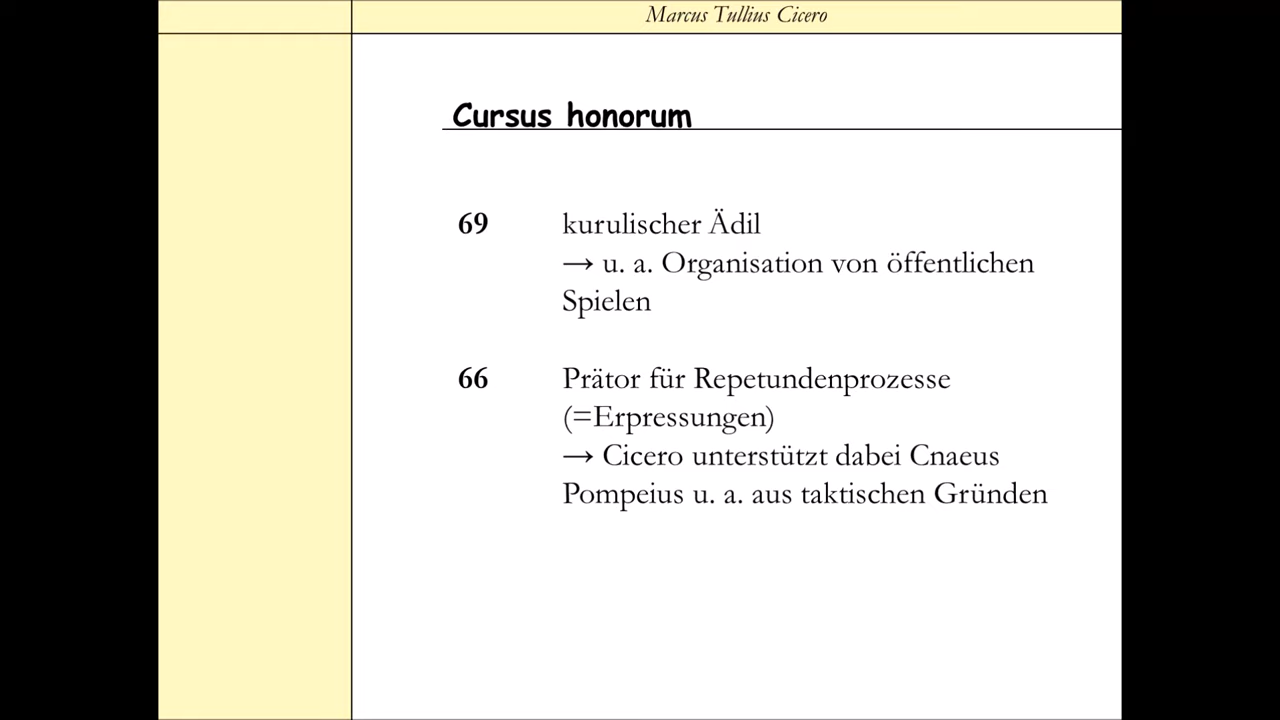 Marcus Tullius Cicero
Cursus honorum
69 kurulischer Ädil
→ u. a. Organisation von öffentlichen
Spielen
66 Prätor für Repetundenprozesse
(=Erpressungen)
→ Cicero unterstützt dabei Cnaeus
Pompeius u. a. aus taktischen Gründen